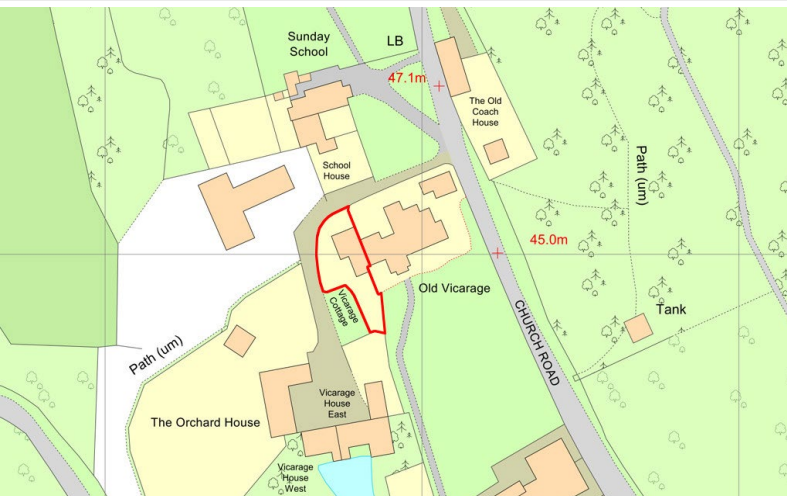 Sunday
School
LB
47.1m
The Old
Coach
House
Path (um)
School
House
45.0m
Old Vicarage
Vicarage
Cottage
CHURCH ROAD
Tank
Path (um)
The Orchard House
Vicarage
House
East
Vicarage
House
West